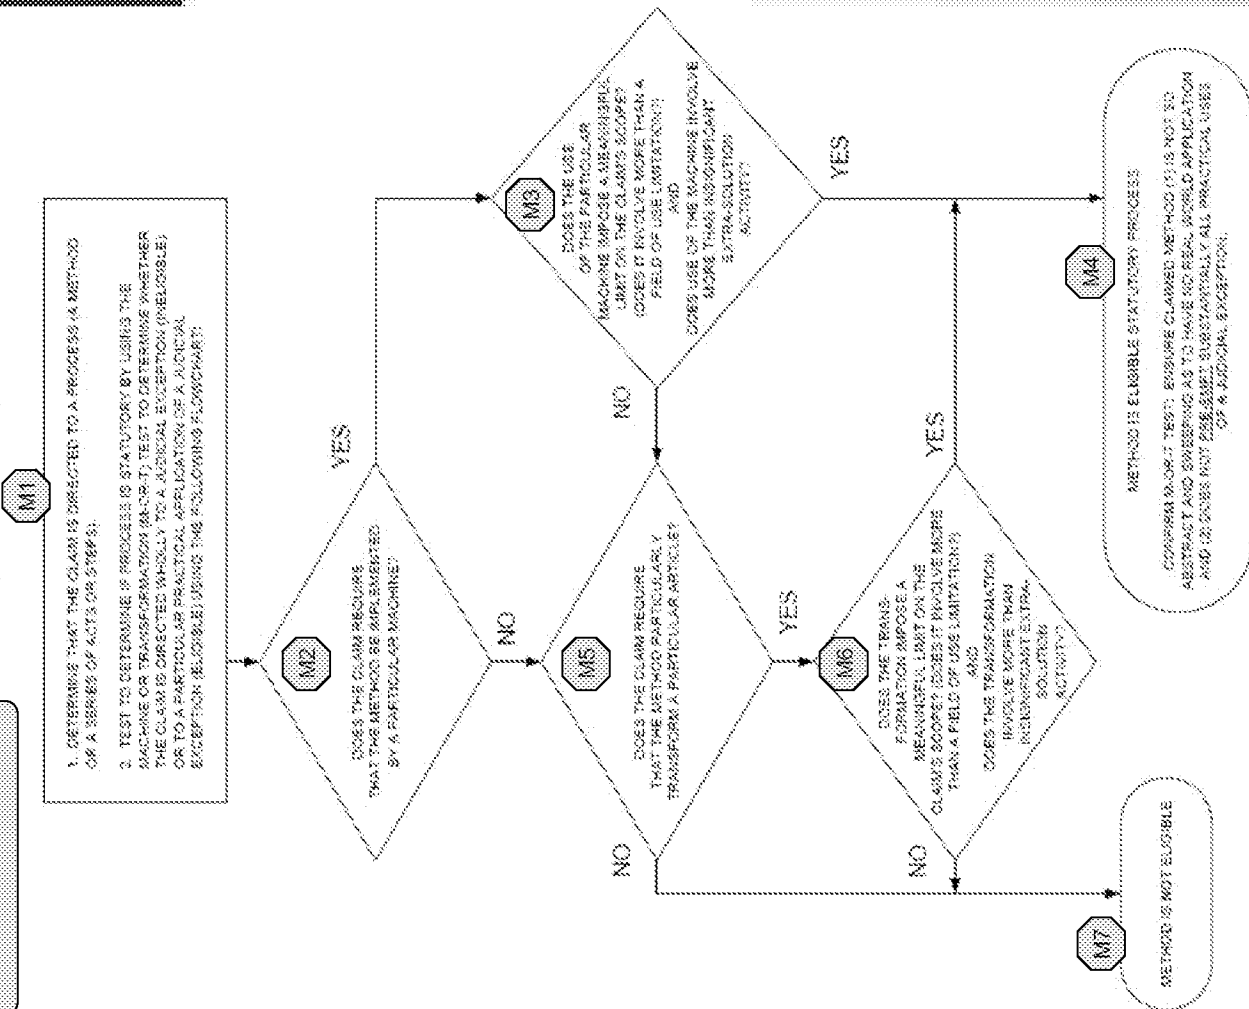 M1
1. DETERMINE THAT THE CLAIM IS DIRECTED TO A PROCESS (A METHOD
OR A SERIES OF ACTS OR STEPS).
2. TEST TO DETERMINE IF PROCESS IS STATUTORY BY USING THE
MACHINE OR TRANSFORMATION (M-OR-T) TEST TO DETERMINE WHETHER
THE CLAIM IS DIRECTED WHOLLY TO A JUDICIAL EXCEPTION (INELIGIBLE)
OR TO A PARTICULAR PRACTICAL APPLICATION OF A JUDICIAL
EXCEPTION (ELIGIBLE) USING THE FOLLOWING FLOWCHART?
M2
DOES THE CLAIM REQUIRE
THAT THE METHOD BE IMPLEMENTED
BY A PARTICULAR MACHINE?
YES
NO
M3
DOES THE USE
OF THE PARTICULAR
MACHINE IMPOSE A MEANINGFUL
LIMIT ON THE CLAIM'S SCOPE?
(DOES IT INVOLVE MORE THAN A
FIELD OF USE LIMITATION?)
AND
DOES USE OF THE MACHINE INVOLVE
MORE THAN INSIGNIFICANT
EXTRA-SOLUTION
ACTIVITY?
NO
YES
M5
DOES THE CLAIM REQUIRE
THAT THE METHOD PARTICULARLY
TRANSFORM A PARTICULAR ARTICLE?
NO
YES
M6
DOES THE TRANS-
FORMATION IMPOSE A
MEANINGFUL LIMIT ON THE
CLAIM'S SCOPE? (DOES IT INVOLVE MORE
THAN A FIELD OF USE LIMITATION?)
AND
DOES THE TRANSFORMATION
INVOLVE MORE THAN
INSIGNIFICANT EXTRA-
SOLUTION
ACTIVITY?
NO
YES
M4
METHOD IS ELIGIBLE STATUTORY PROCESS
CONFIRM M-OR-T TEST: ENSURE CLAIMED METHOD (1) IS NOT SO
ABSTRACT AND SWEEPING AS TO HAVE NO REAL WORLD APPLICATION
AND (2) DOES NOT PRE-EMPT SUBSTANTIALLY ALL PRACTICAL USES
OF A JUDICIAL EXCEPTION.
M7
METHOD IS NOT ELIGIBLE